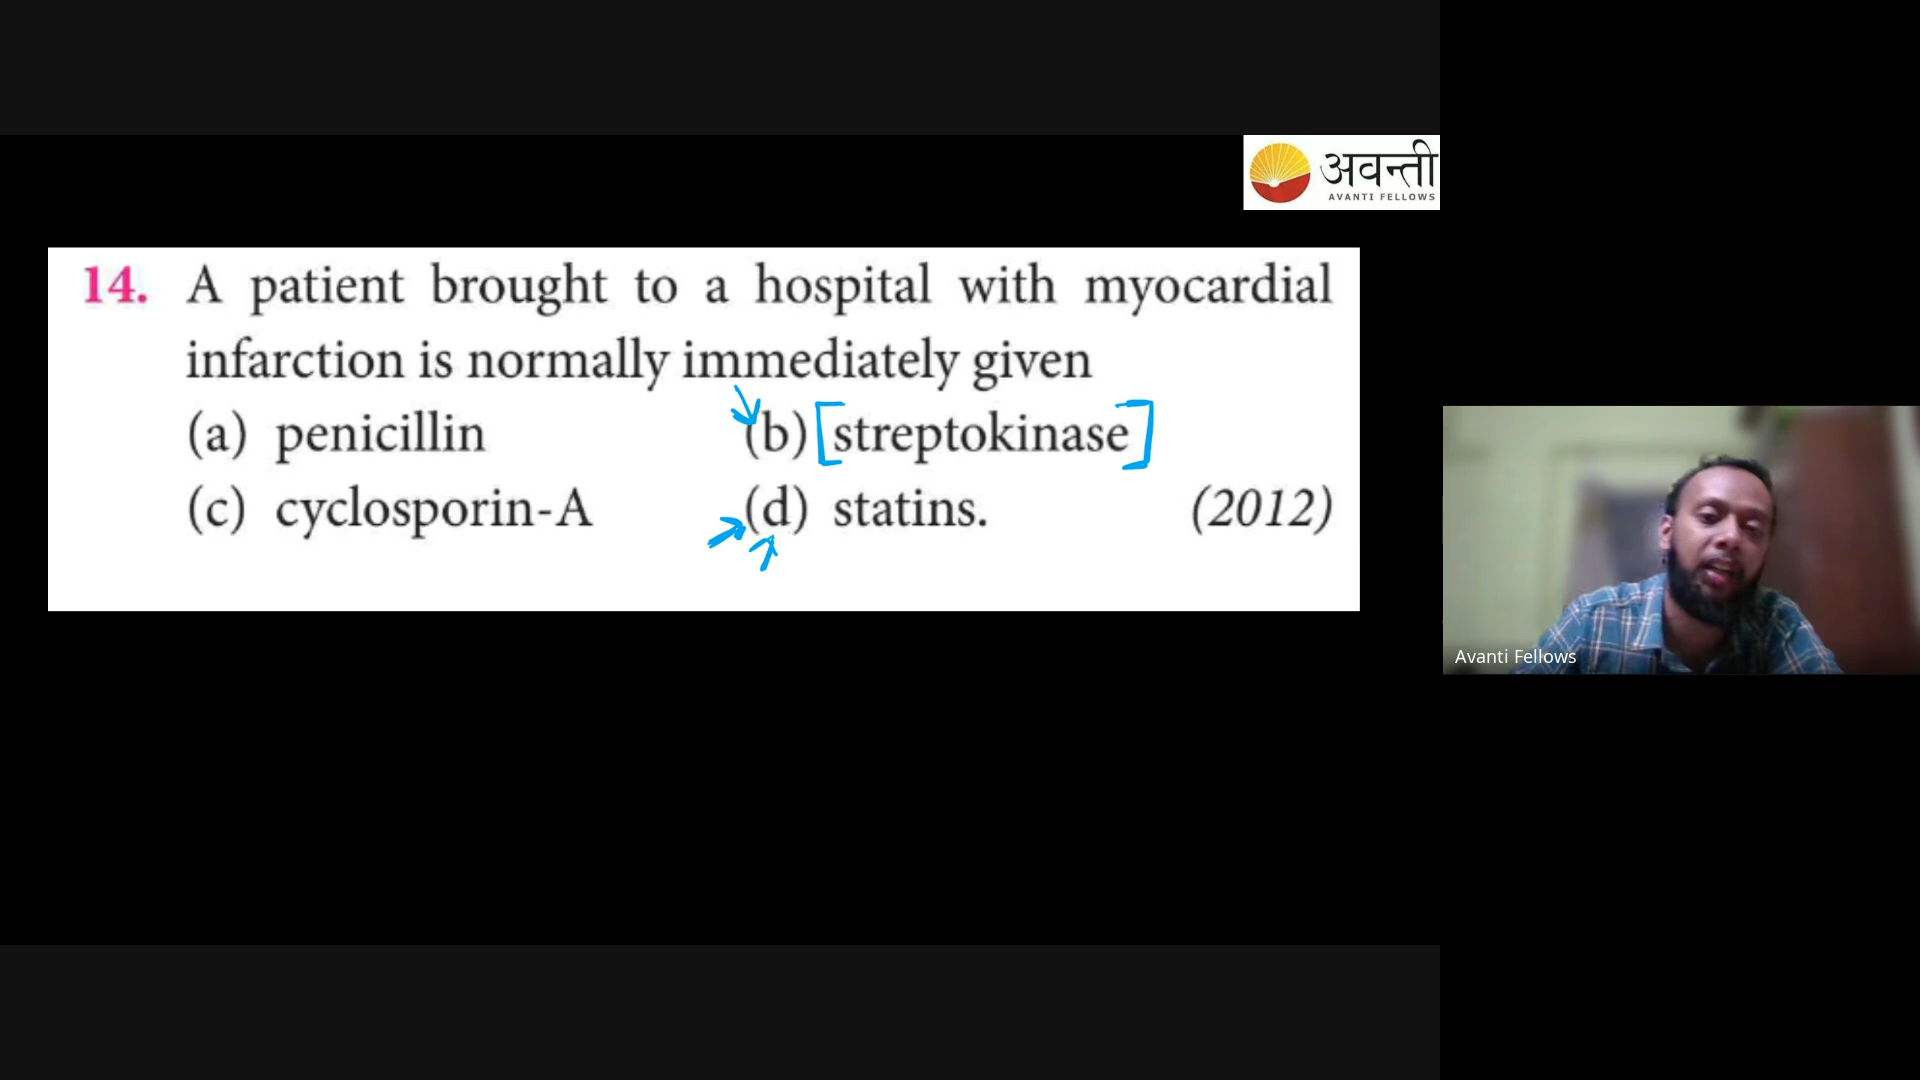 अवन्ती
AVANTI FELLOWS
14. A patient brought to a hospital with myocardial
infarction is normally immediately given
(a) penicillin (b) [streptokinase]
(c) cyclosporin-A (d) statins. (2012)
Avanti Fellows